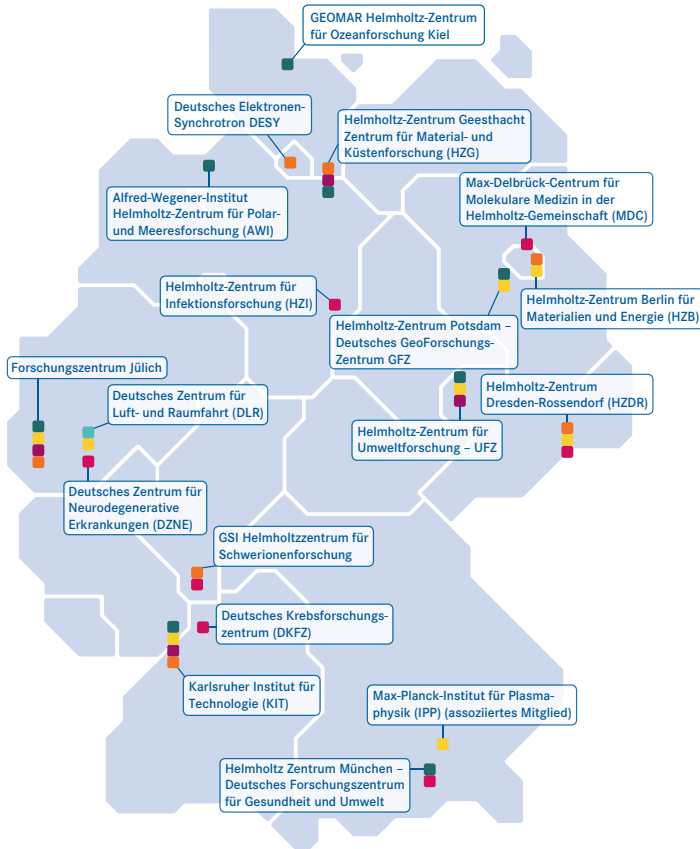 GEOMAR Helmholtz-Zentrum
für Ozeanforschung Kiel
Deutsches Elektronen-
Synchrotron DESY
Helmholtz-Zentrum Geesthacht
Zentrum für Material- und
Küstenforschung (HZG)
Max-Delbrück-Centrum für
Molekulare Medizin in der
Helmholtz-Gemeinschaft (MDC)
Alfred-Wegener-Institut
Helmholtz-Zentrum für Polar-
und Meeresforschung (AWI)
Helmholtz-Zentrum für
Infektionsforschung (HZI)
Helmholtz-Zentrum Berlin für
Materialien und Energie (HZB)
Helmholtz-Zentrum Potsdam –
Deutsches GeoForschungs-
Zentrum GFZ
Forschungszentrum Jülich
Deutsches Zentrum für
Luft- und Raumfahrt (DLR)
Helmholtz-Zentrum
Dresden-Rossendorf (HZDR)
Helmholtz-Zentrum für
Umweltforschung – UFZ
Deutsches Zentrum für
Neurodegenerative
Erkrankungen (DZNE)
GSI Helmholtzzentrum für
Schwerionenforschung
Deutsches Krebsforschungs-
zentrum (DKFZ)
Karlsruher Institut für
Technologie (KIT)
Max-Planck-Institut für Plasma-
physik (IPP) (assoziiertes Mitglied)
Helmholtz Zentrum München –
Deutsches Forschungszentrum
für Gesundheit und Umwelt